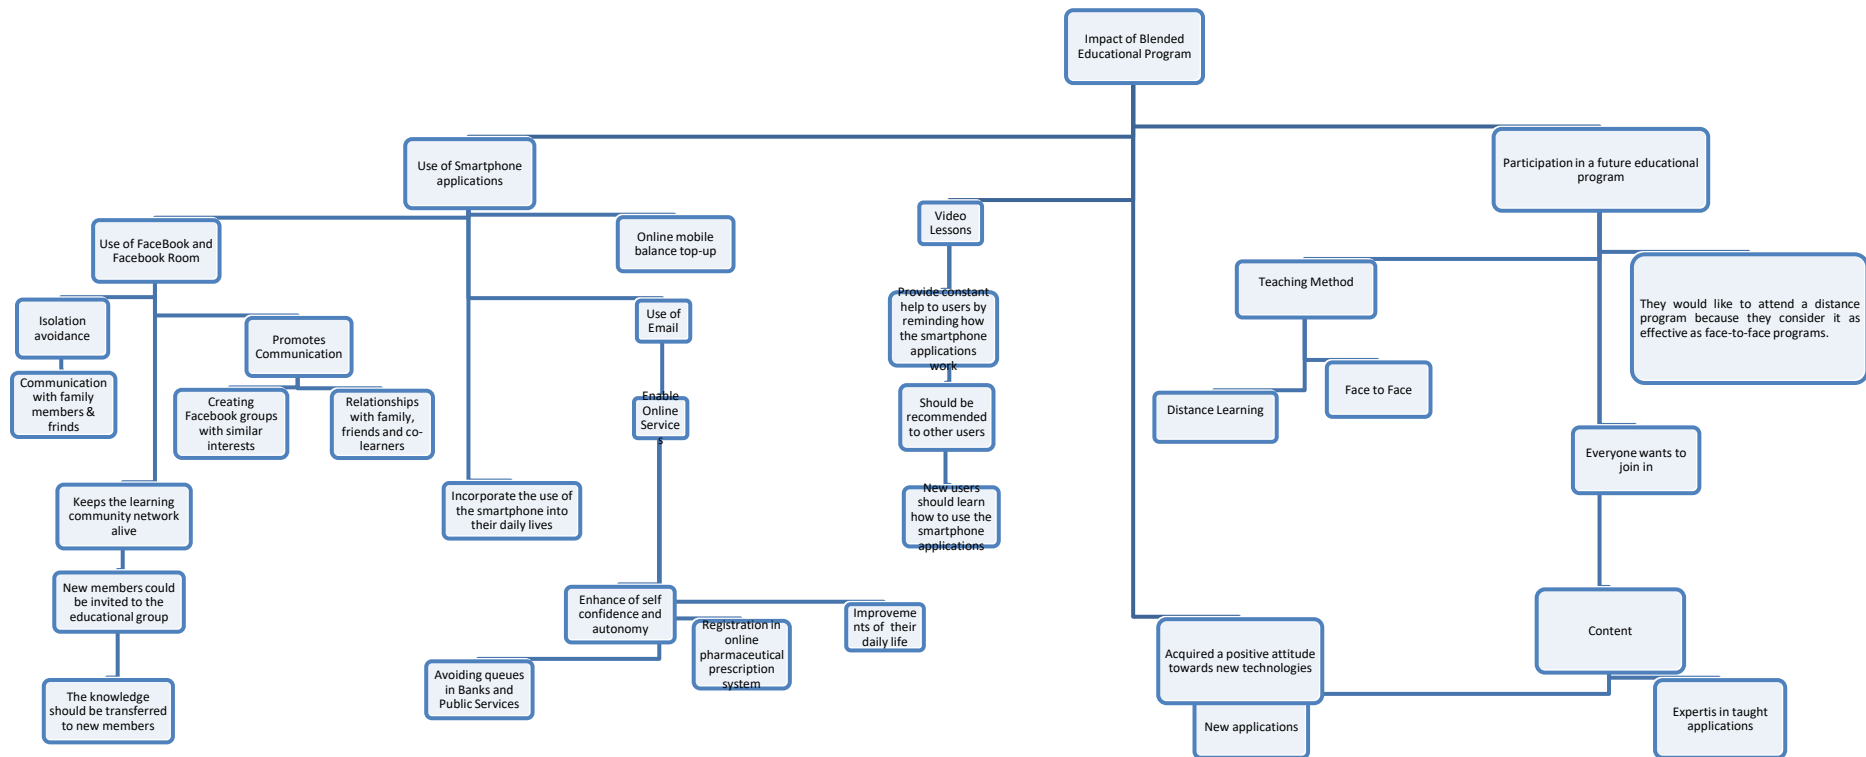 Impact of Blended
Educational Program
Use of Smartphone
applications
Participation in a future educational
program
Use of FaceBook and
Facebook Room
Online mobile
balance top-up
Video
Lessons
Teaching Method
They would like to attend a distance
program because they consider it as
effective as face-to-face programs.
Isolation
avoidance
Promotes
Communication
Use of
Email
Provide constant
help to users by
reminding how
the smartphone
applications
work
Communication
with family
members &
frinds
Creating
Facebook groups
with similar
interests
Relationships
with family,
friends and co-
learners
Enable
Online
Service
s
Should be
recommended
to other users
Distance Learning
Face to Face
Everyone wants to
join in
Keeps the learning
community network
alive
Incorporate the use of
the smartphone into
their daily lives
New users
should learn
how to use the
smartphone
applications
New members could
be invited to the
educational group
Enhance of self
confidence and
autonomy
Registration in
online
pharmaceutical
prescription
system
Improveme
nts of their
daily life
Acquired a positive attitude
towards new technologies
Content
The knowledge
should be transferred
to new members
Avoiding queues
in Banks and
Public Services
New applications
Expertis in taught
applications